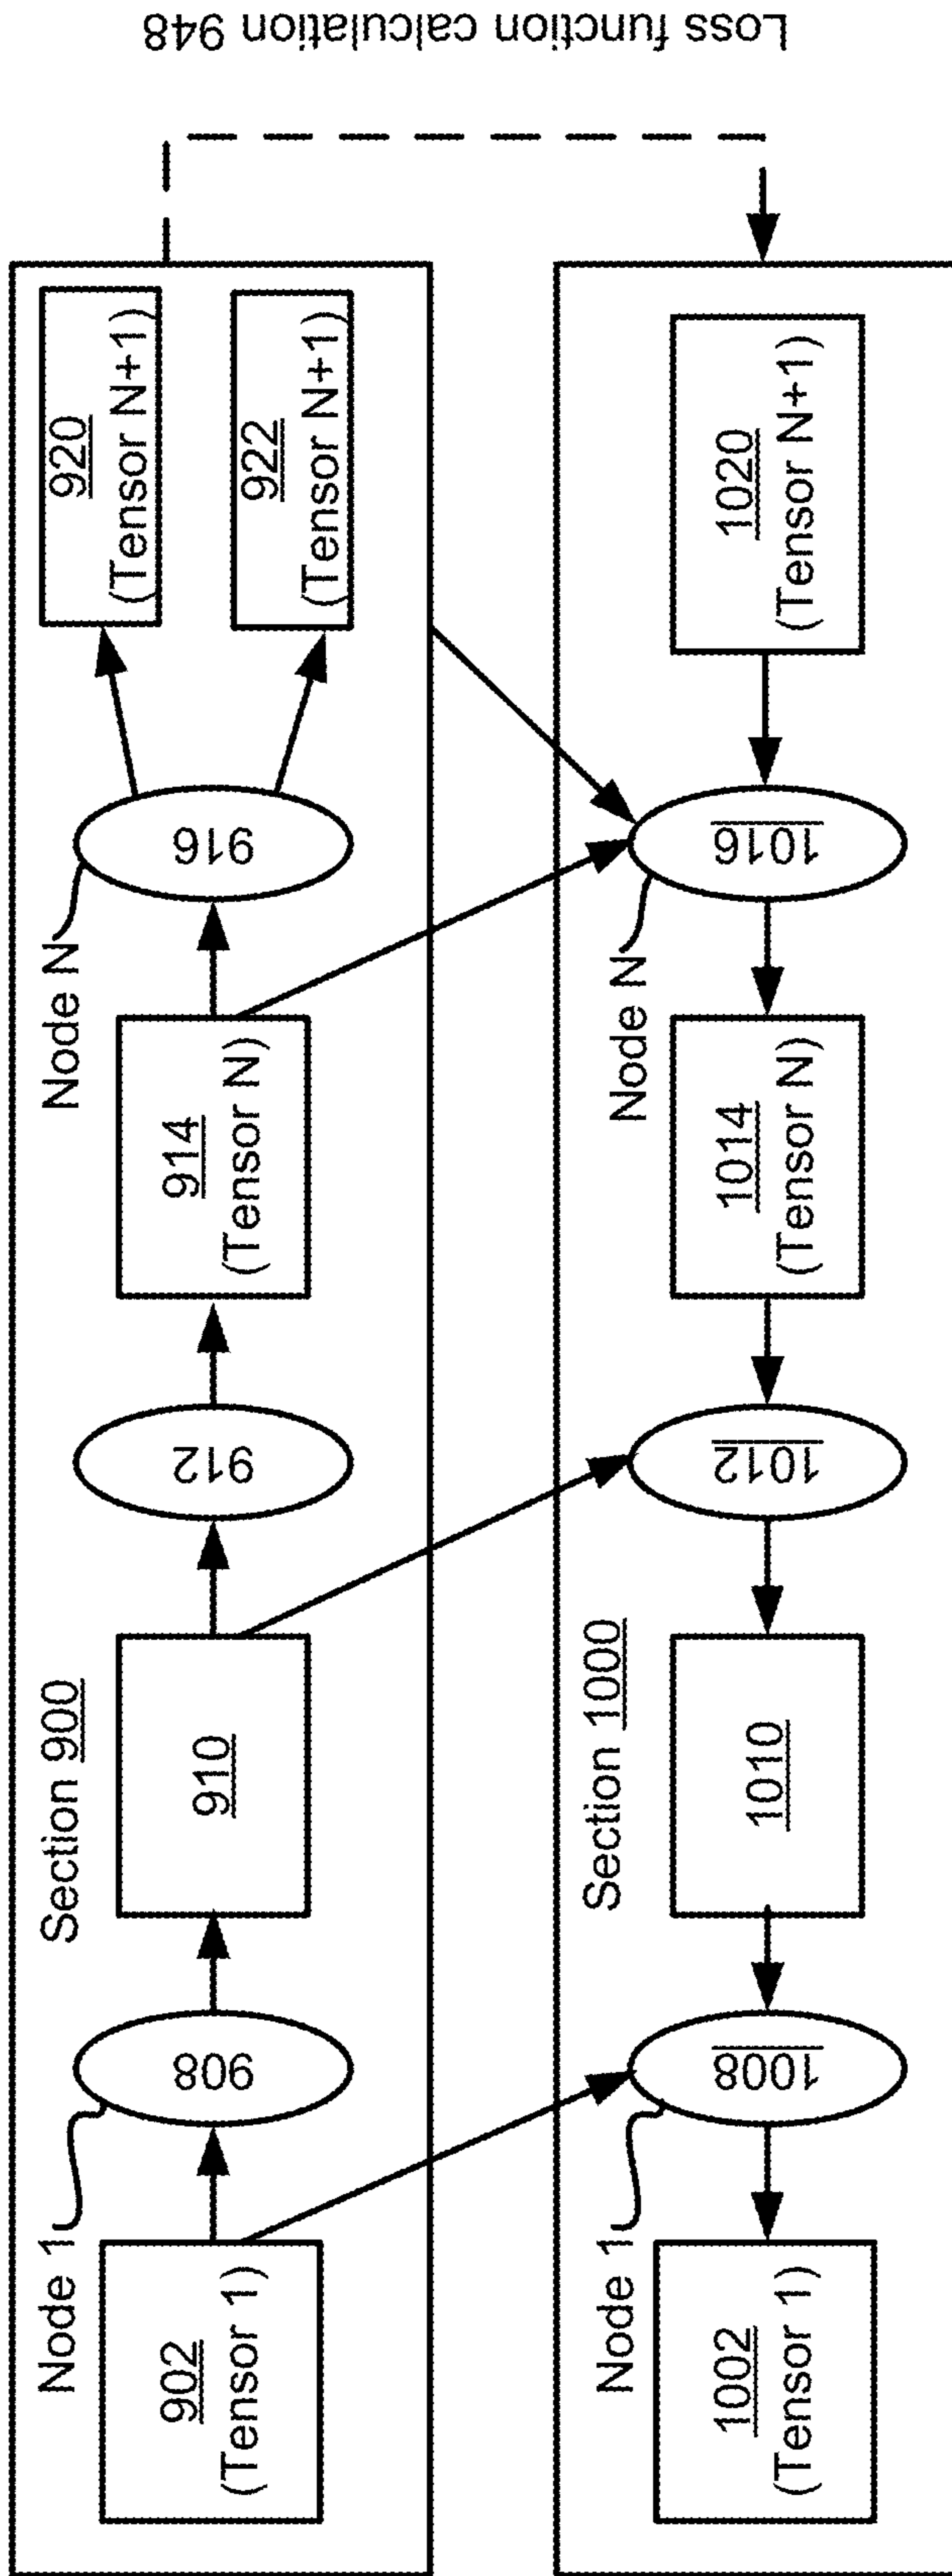 Section 900
Node 1
Node N
902
(Tensor 1)
908
910
912
914
(Tensor N)
916
920
(Tensor N+1)
922
(Tensor N+1)
Loss function calculation 948
Section 1000
Node 1
Node N
1002
(Tensor 1)
1008
1010
1012
1014
(Tensor N)
1016
1020
(Tensor N+1)